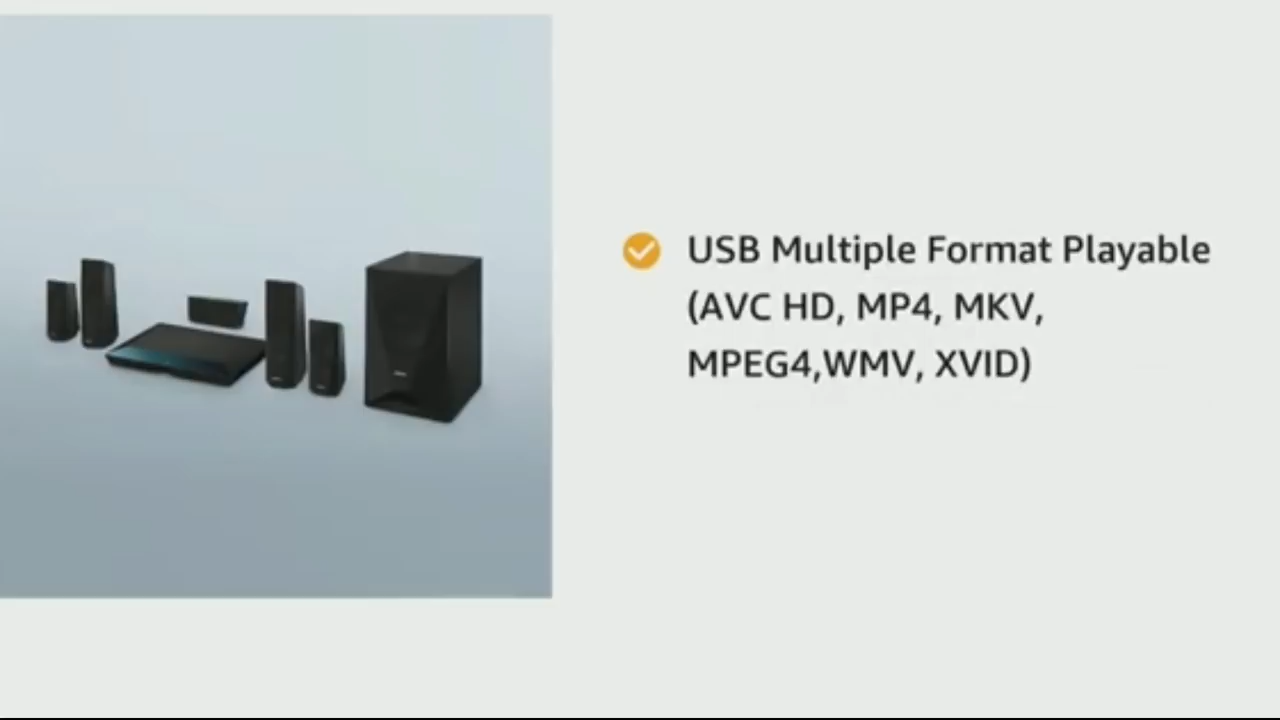 USB Multiple Format Playable
(AVC HD, MP4, MKV,
MPEG4,WMV, XVID)